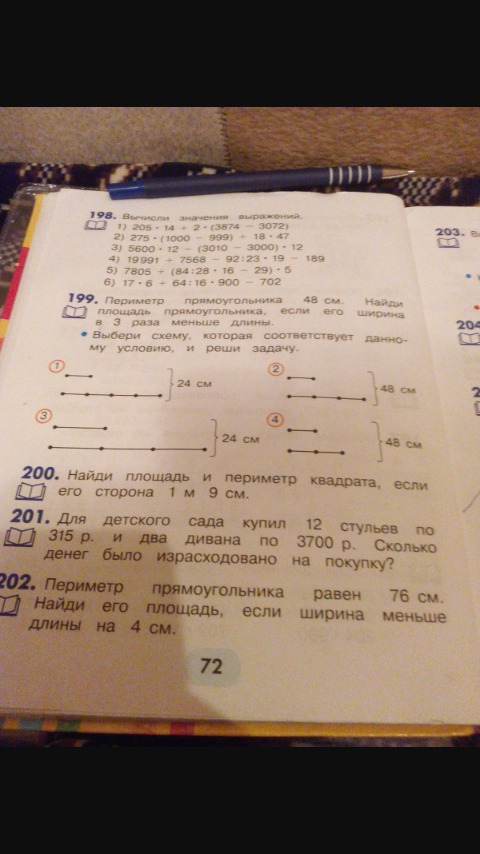 198. Вычисли значения выражений.
1) 205 · 14 + 2 · (3874 − 3072)
2) 275 · (1000 − 999) + 18 · 47
3) 5600 · 12 − (3010 − 3000) · 12
4) 19991 + 7568 − 92 : 23 · 19 − 189
5) 7805 + (84 : 28 · 16 − 29) · 5
6) 17 · 6 + 64 : 16 · 900 − 702
199. Периметр прямоугольника 48 см. Найди
площадь прямоугольника, если его ширина
в 3 раза меньше длины.
• Выбери схему, которая соответствует данно-
му условию, и реши задачу.
1 24 см
2 48 см
3 24 см
4 48 см
200. Найди площадь и периметр квадрата, если
его сторона 1 м 9 см.
201. Для детского сада купил 12 стульев по
315 р. и два дивана по 3700 р. Сколько
денег было израсходовано на покупку?
202. Периметр прямоугольника равен 76 см.
Найди его площадь, если ширина меньше
длины на 4 см.
72
203. В
204